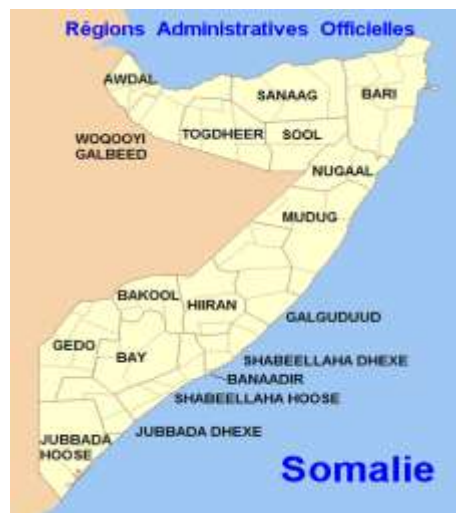 Régions Administratives Officielles
AWDAL
SANAAG
BARI
WOQOOYI
GALBEED
TOGDHEER
SOOL
NUGAAL
MUDUG
BAKOOL
HIIRAN
GALGUDUUD
GEDO
BAY
SHABEELLAHA DHEXE
BANAADIR
SHABEELLAHA HOOSE
JUBBADA DHEXE
JUBBADA
HOOSE
Somalie